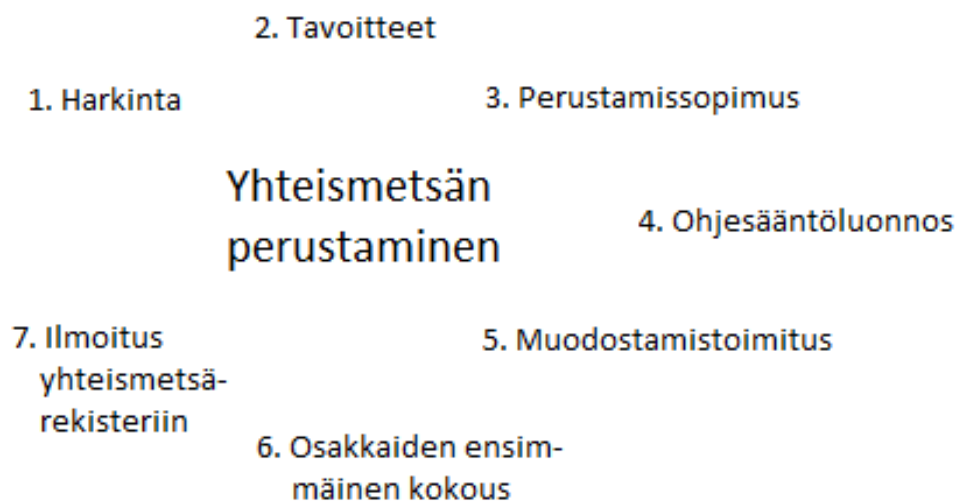 1. Harkinta
2. Tavoitteet
3. Perustamissopimus
Yhteismetsän
perustaminen
4. Ohjesääntöluonnos
5. Muodostamistoimitus
6. Osakkaiden ensim-
mäinen kokous
7. Ilmoitus
yhteismetsä-
rekisteriin